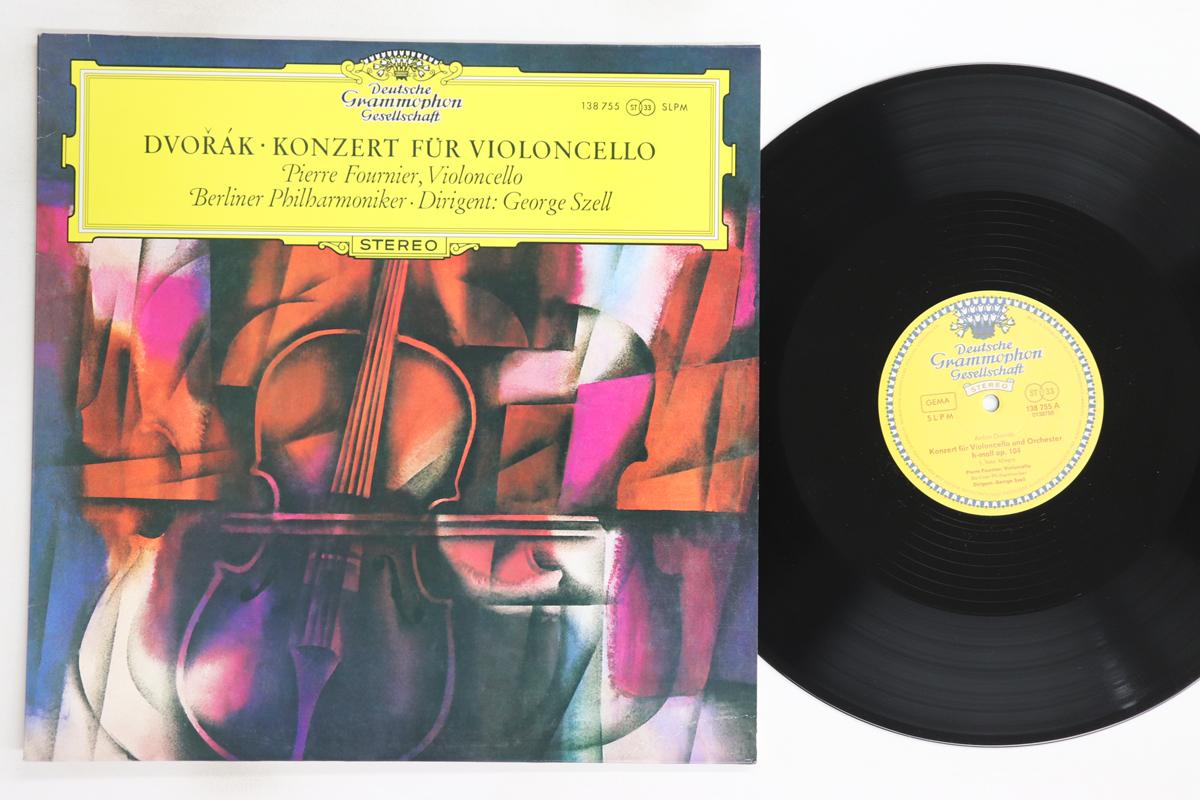 Deutsche
Grammophon
Gesellschaft
138 755 ST 33 SLPM
DVOŘÁK · KONZERT FÜR VIOLONCELLO
Pierre Fournier, Violoncello
Berliner Philharmoniker · Dirigent: George Szell
STEREO
Deutsche
Grammophon
Gesellschaft
STEREO
GEMA
SLPM
ST 33
138 755 A
Konzert für Violoncello und Orchester
h-moll op. 104
Pierre Fournier, Violoncello
Berliner Philharmoniker
Dirigent: George Szell